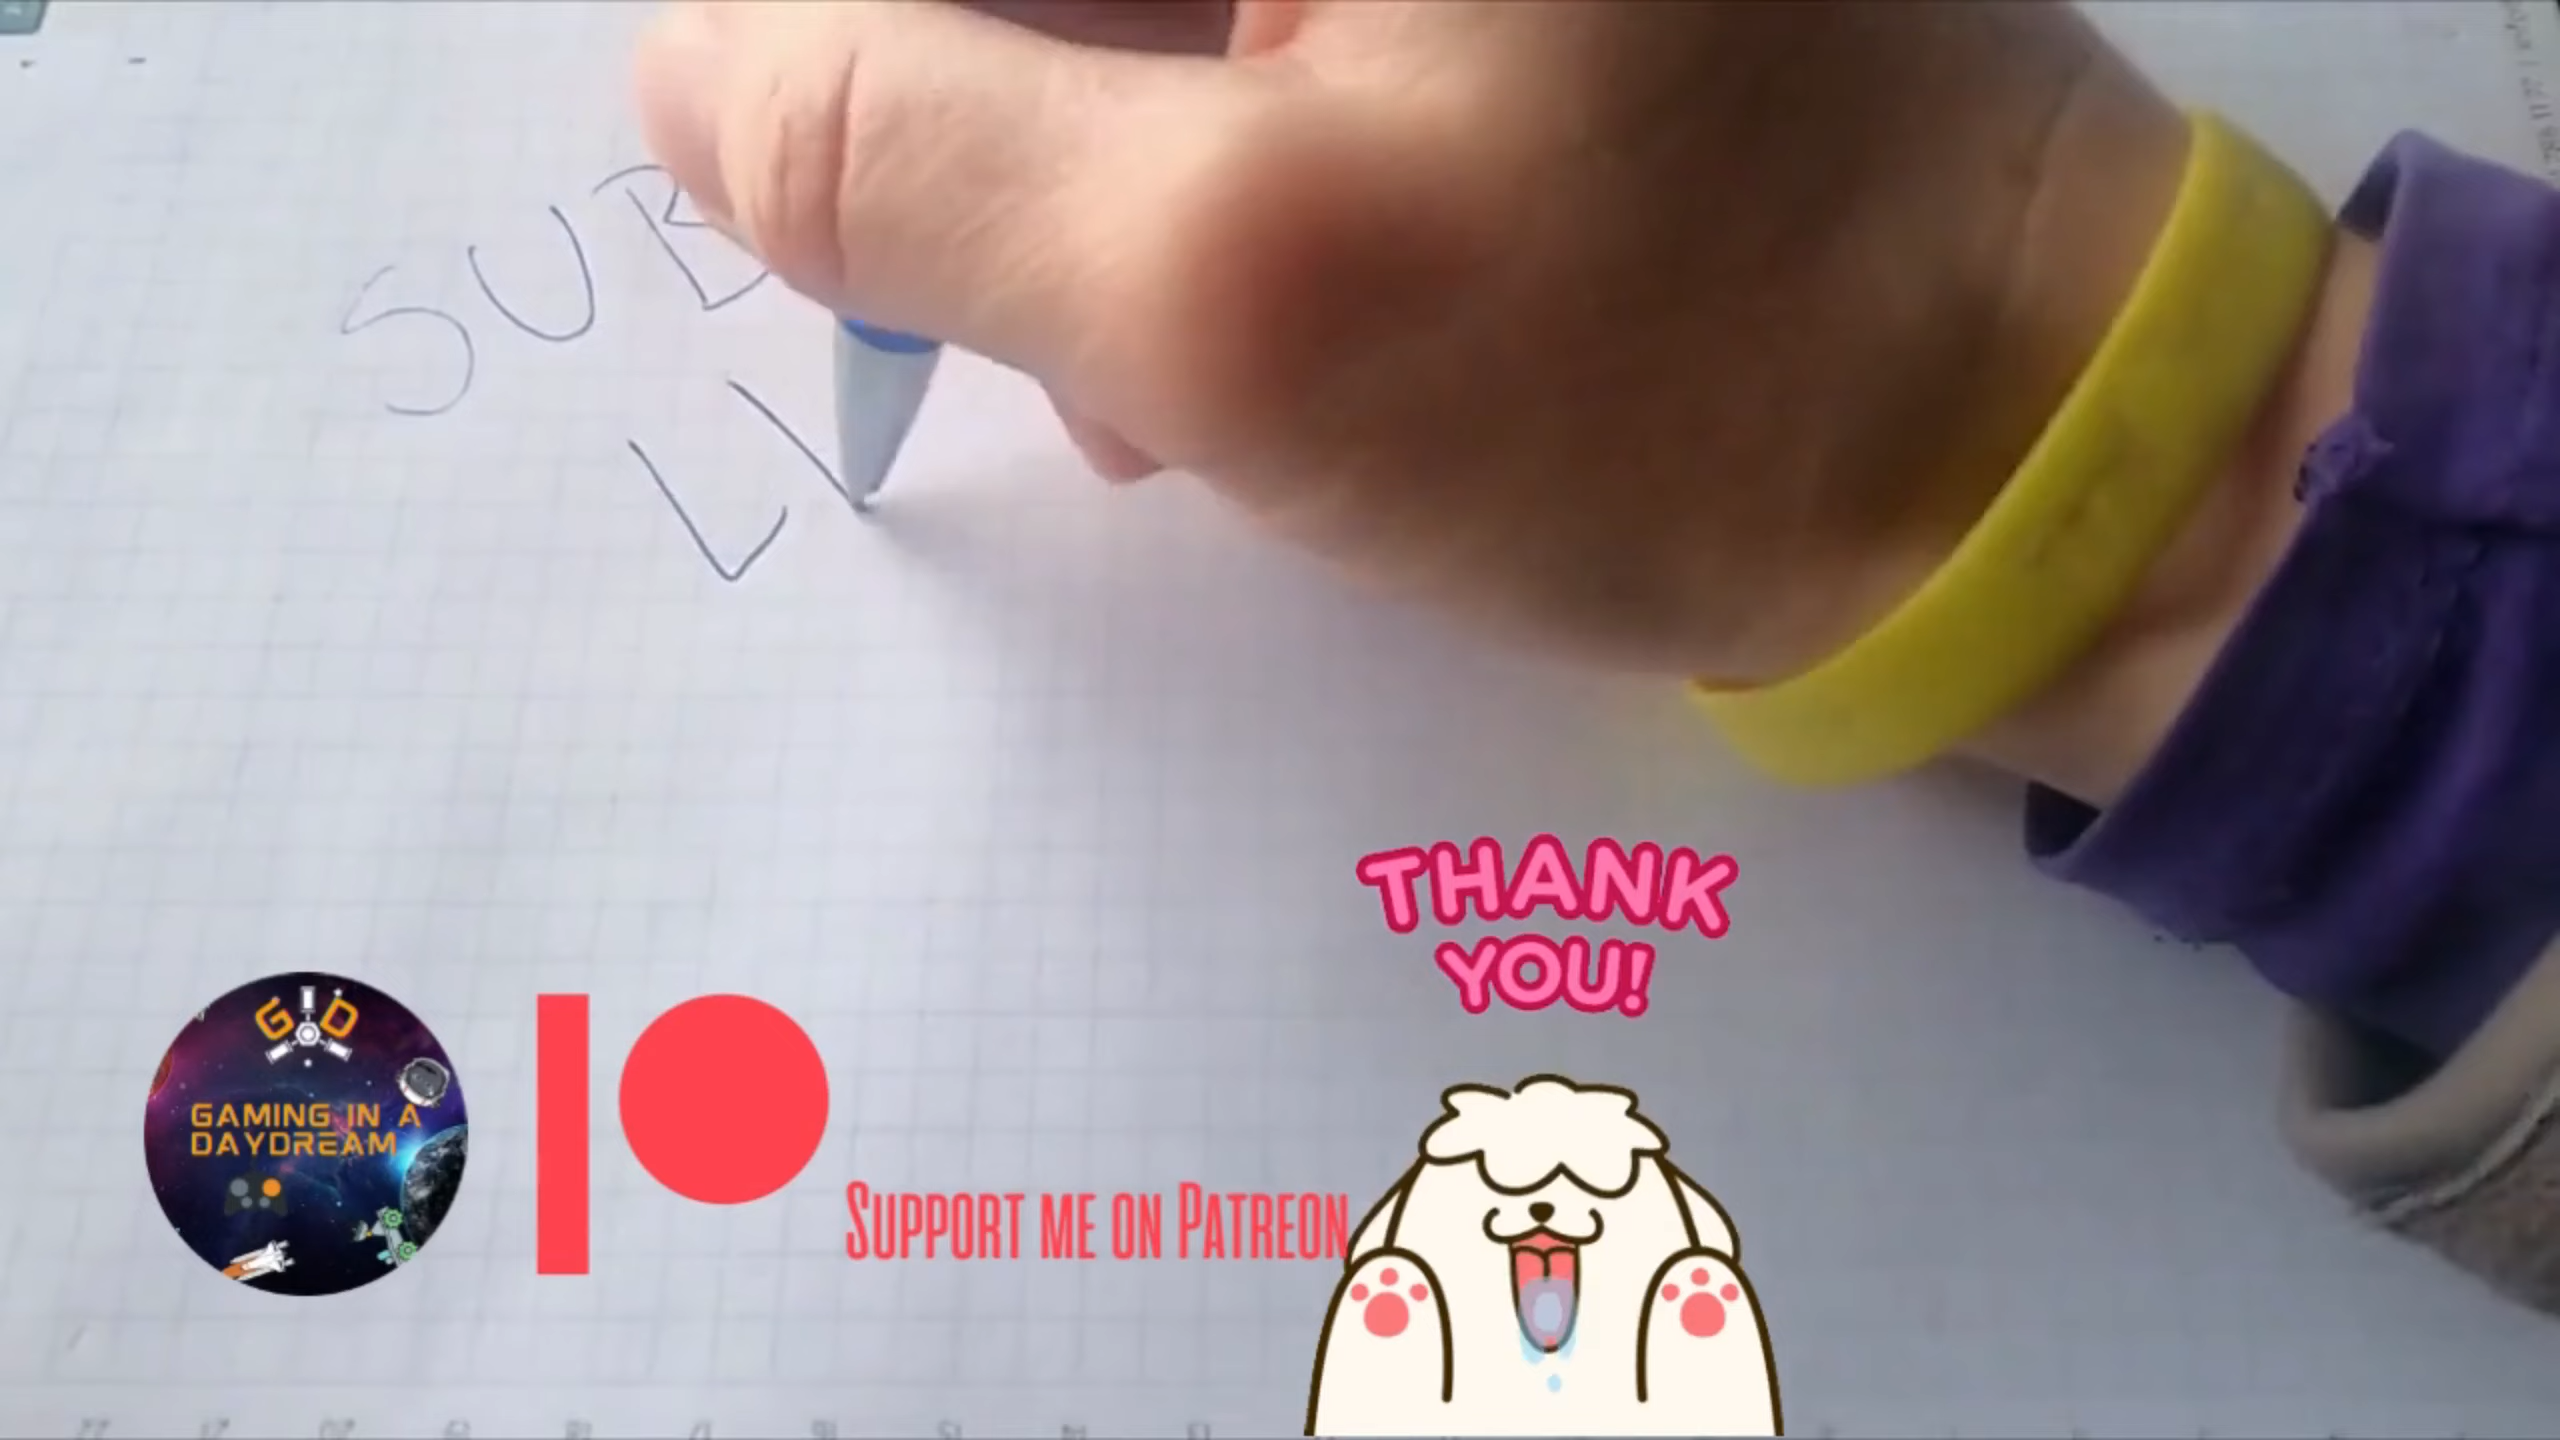 SUB
LI
THANK
YOU!
G D
GAMING IN A
DAYDREAM
SUPPORT ME ON PATREON